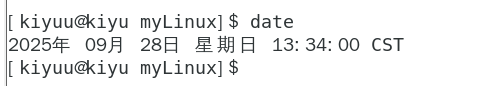 [ kiyuu@kiyu myLinux] $ date
2025年 09月 28日 星期日 13: 34: 00 CST
[ kiyuu@kiyu myLinux] $